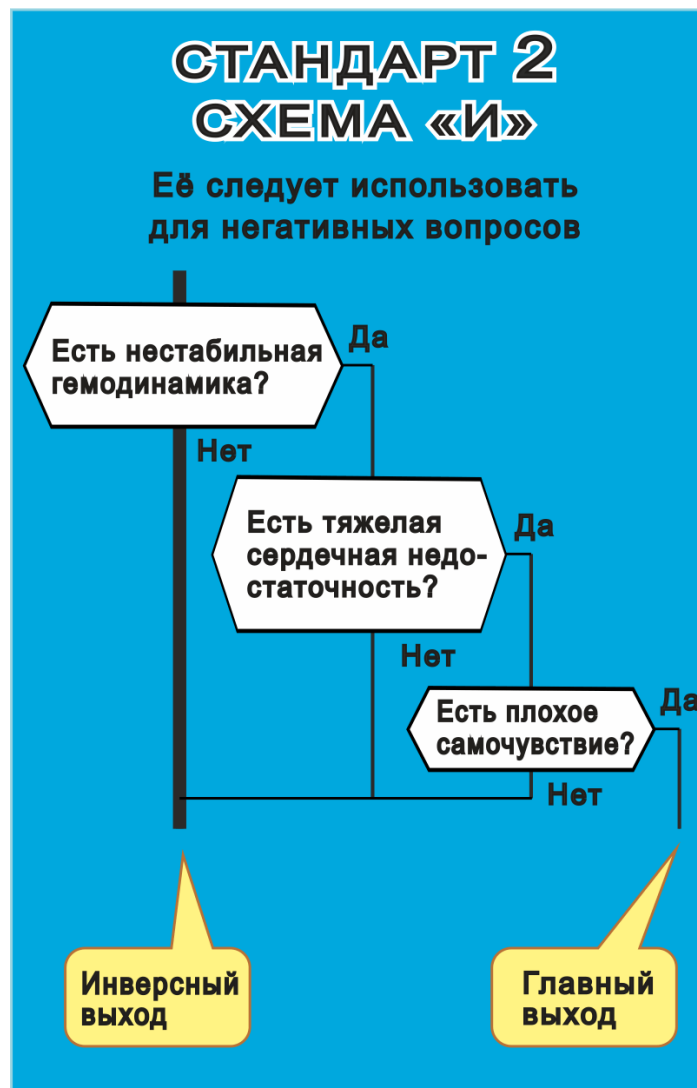 СТАНДАРТ 2
СХЕМА «И»
Её следует использовать
для негативных вопросов
Есть нестабильная
гемодинамика?
Да
Нет
Есть тяжелая
сердечная недо-
статочность?
Да
Нет
Есть плохое
самочувствие?
Да
Нет
Инверсный
выход
Главный
выход